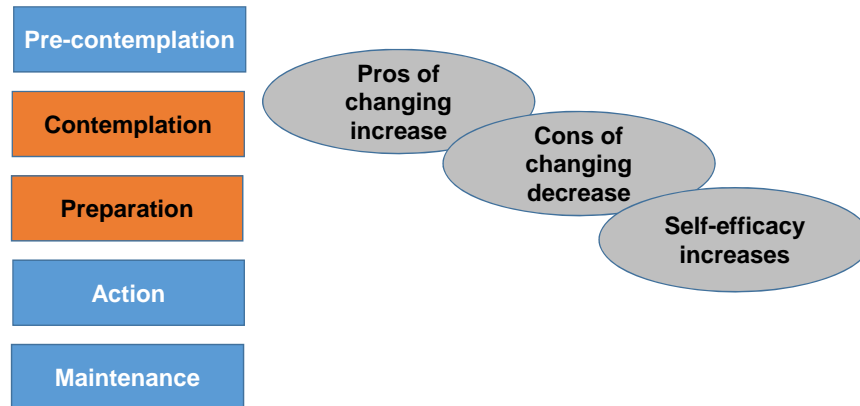 Pre-contemplation
Contemplation
Preparation
Action
Maintenance
Pros of
changing
increase
Cons of
changing
decrease
Self-efficacy
increases